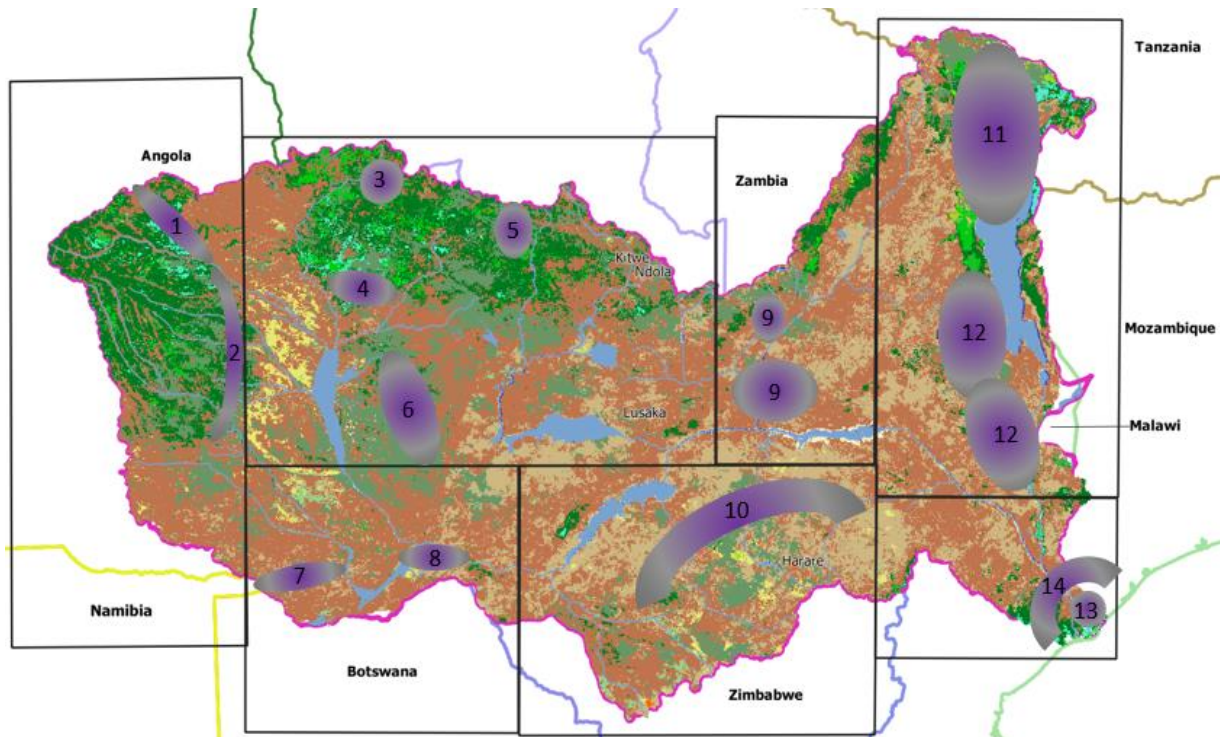 Tanzania
11
Angola
3
Zambia
1
5
Kitwe
Ndola
4
9
12
Mozambique
2
9
6
Lusaka
12
Malawi
10
8
Harare
7
14
13
Namibia
Botswana
Zimbabwe